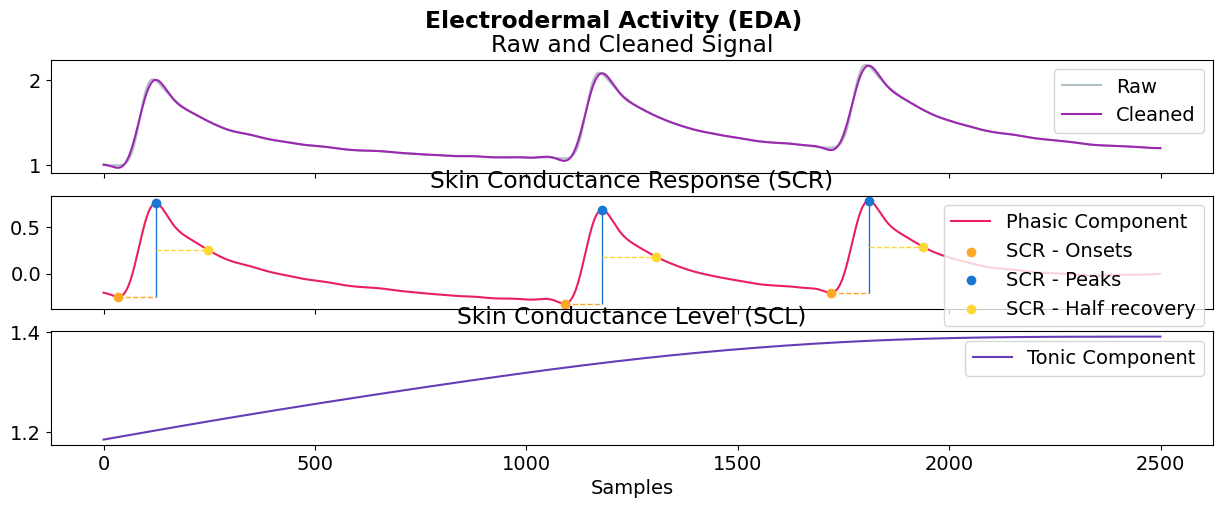 Electrodermal Activity (EDA)
Raw and Cleaned Signal
2
1
Raw
Cleaned
Skin Conductance Response (SCR)
0.5
0.0
Phasic Component
SCR - Onsets
SCR - Peaks
SCR - Half recovery
Skin Conductance Level (SCL)
1.4
1.2
Tonic Component
0 500 1000 1500 2000 2500
Samples